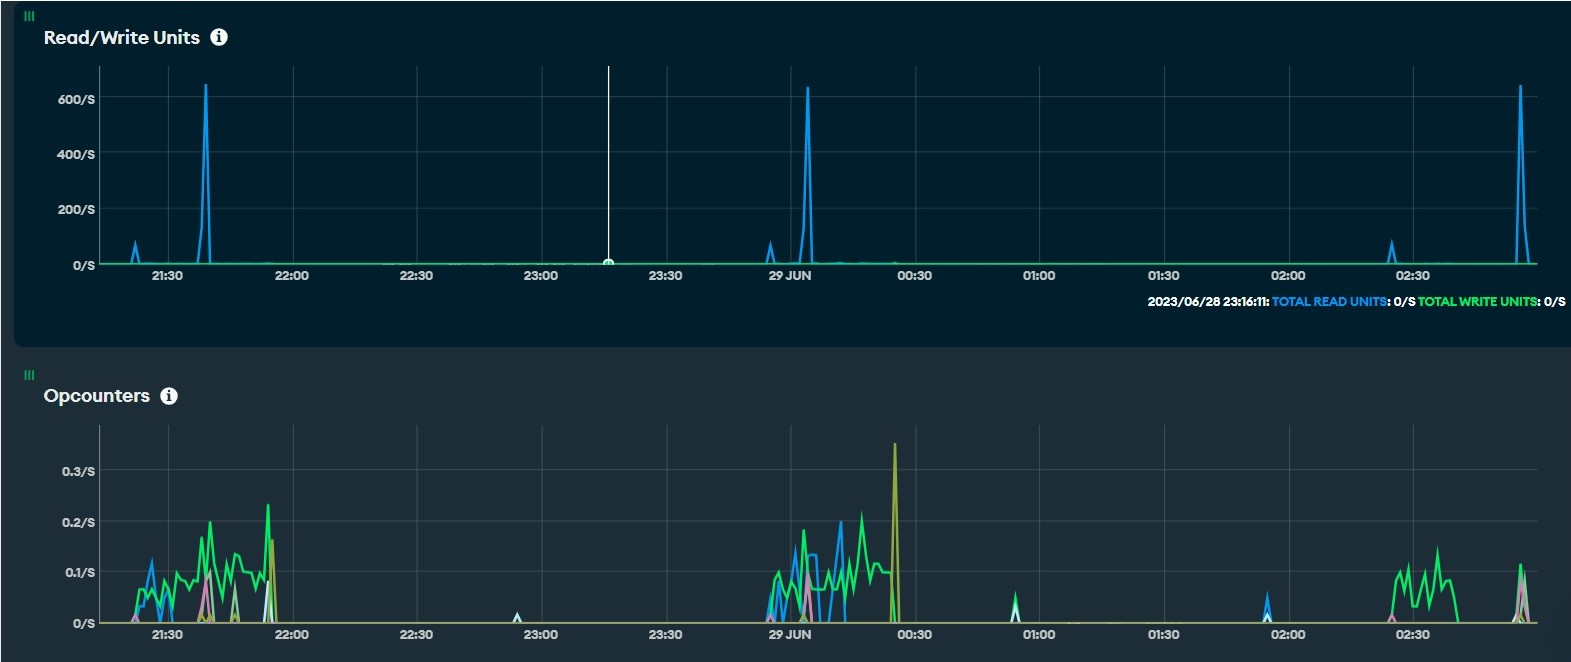 Read/Write Units
600/S
400/S
200/S
0/S
21:30 22:00 22:30 23:00 23:30 29 JUN 00:30 01:00 01:30 02:00 02:30
2023/06/28 23:16:11: TOTAL READ UNITS: 0/S TOTAL WRITE UNITS: 0/S
Opcounters
0.3/S
0.2/S
0.1/S
0/S
21:30 22:00 22:30 23:00 23:30 29 JUN 00:30 01:00 01:30 02:00 02:30